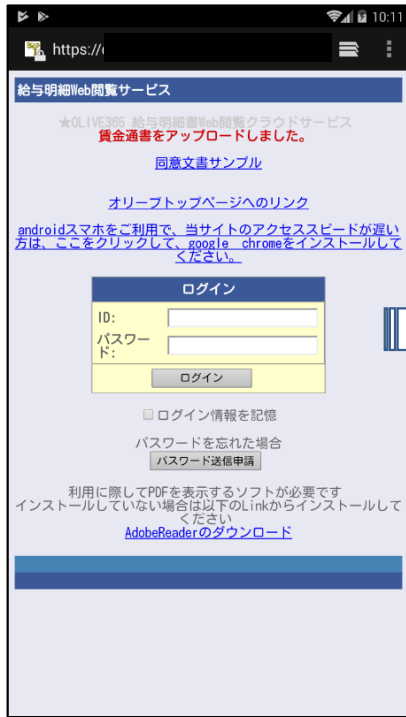 10:11
https://
給与明細Web閲覧サービス
★OLIVE365 給与明細書Web閲覧クラウドサービス
賃金通書をアップロードしました。
同意文書サンプル
オリーブトップページへのリンク
androidスマホをご利用で、当サイトのアクセススピードが遅い
方は、ここをクリックして、google chromeをインストールして
ください。
ログイン
ID:
パスワー
ド:
ログイン
ログイン情報を記憶
パスワードを忘れた場合
パスワード送信申請
利用に際してPDFを表示するソフトが必要です
インストールしていない場合は以下のLinkからインストールして
ください
AdobeReaderのダウンロード